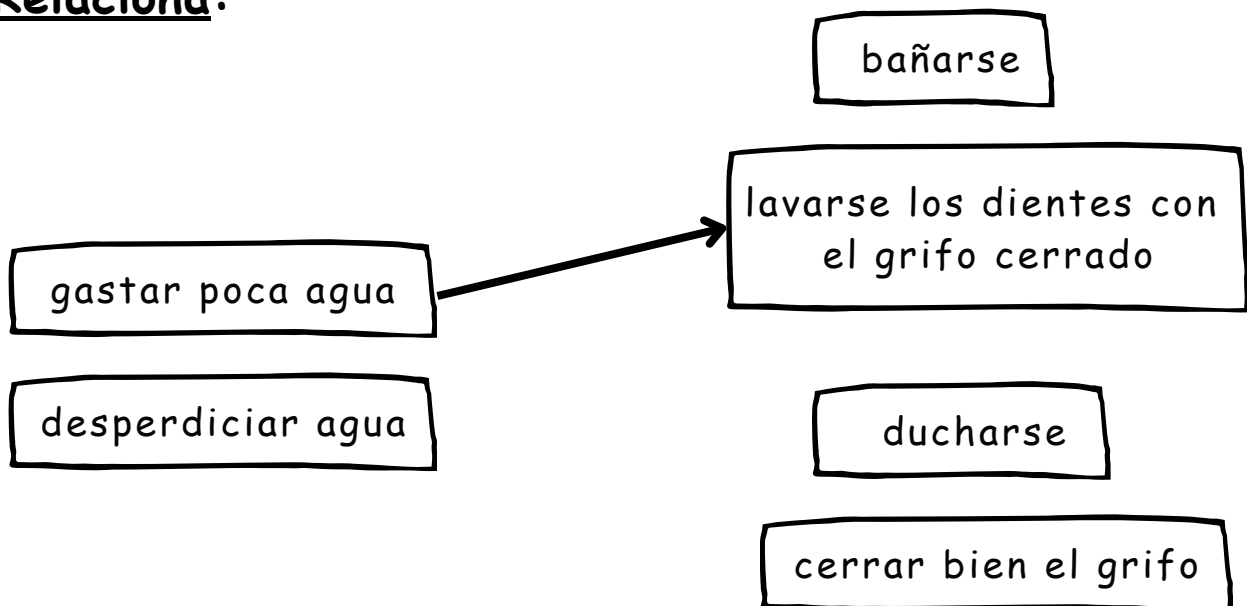 Relaciona:
bañarse
lavarse los dientes con
el grifo cerrado
gastar poca agua
desperdiciar agua
ducharse
cerrar bien el grifo